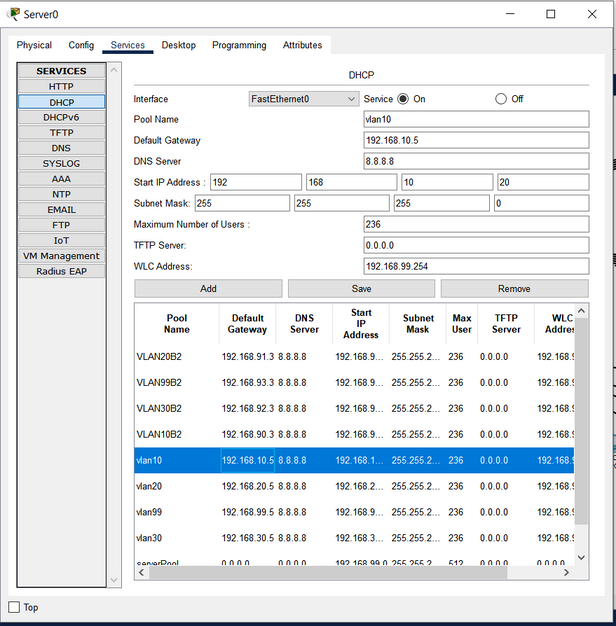 Server0
Physical Config Services Desktop Programming Attributes
SERVICES
HTTP
DHCP
DHCPv6
TFTP
DNS
SYSLOG
AAA
NTP
EMAIL
FTP
IoT
VM Management
Radius EAP
DHCP
Interface FastEthernet0 Service On Off
Pool Name vlan10
Default Gateway 192.168.10.5
DNS Server 8.8.8.8
Start IP Address : 192 168 10 20
Subnet Mask: 255 255 255 0
Maximum Number of Users : 236
TFTP Server: 0.0.0.0
WLC Address: 192.168.99.254
Add Save Remove
Pool Name Default Gateway DNS Server Start IP Address Subnet Mask Max User TFTP Server WLC Addres
VLAN20B2 192.168.91.3 8.8.8.8 192.168.9... 255.255.2... 236 0.0.0.0 192.168.9
VLAN99B2 192.168.93.3 8.8.8.8 192.168.9... 255.255.2... 236 0.0.0.0 192.168.9
VLAN30B2 192.168.92.3 8.8.8.8 192.168.9... 255.255.2... 236 0.0.0.0 192.168.9
VLAN10B2 192.168.90.3 8.8.8.8 192.168.9... 255.255.2... 236 0.0.0.0 192.168.9
vlan10 192.168.10.5 8.8.8.8 192.168.1... 255.255.2... 236 0.0.0.0 192.168.9
vlan20 192.168.20.5 8.8.8.8 192.168.2... 255.255.2... 236 0.0.0.0 192.168.9
vlan99 192.168.99.5 8.8.8.8 192.168.9... 255.255.2... 236 0.0.0.0 192.168.9
vlan30 192.168.30.5 8.8.8.8 192.168.3... 255.255.2... 236 0.0.0.0 192.168.9
serverPool 0.0.0.0 0.0.0.0 192.168.99.0 255.255.2... 512 0.0.0.0 0.0.0.0
Top